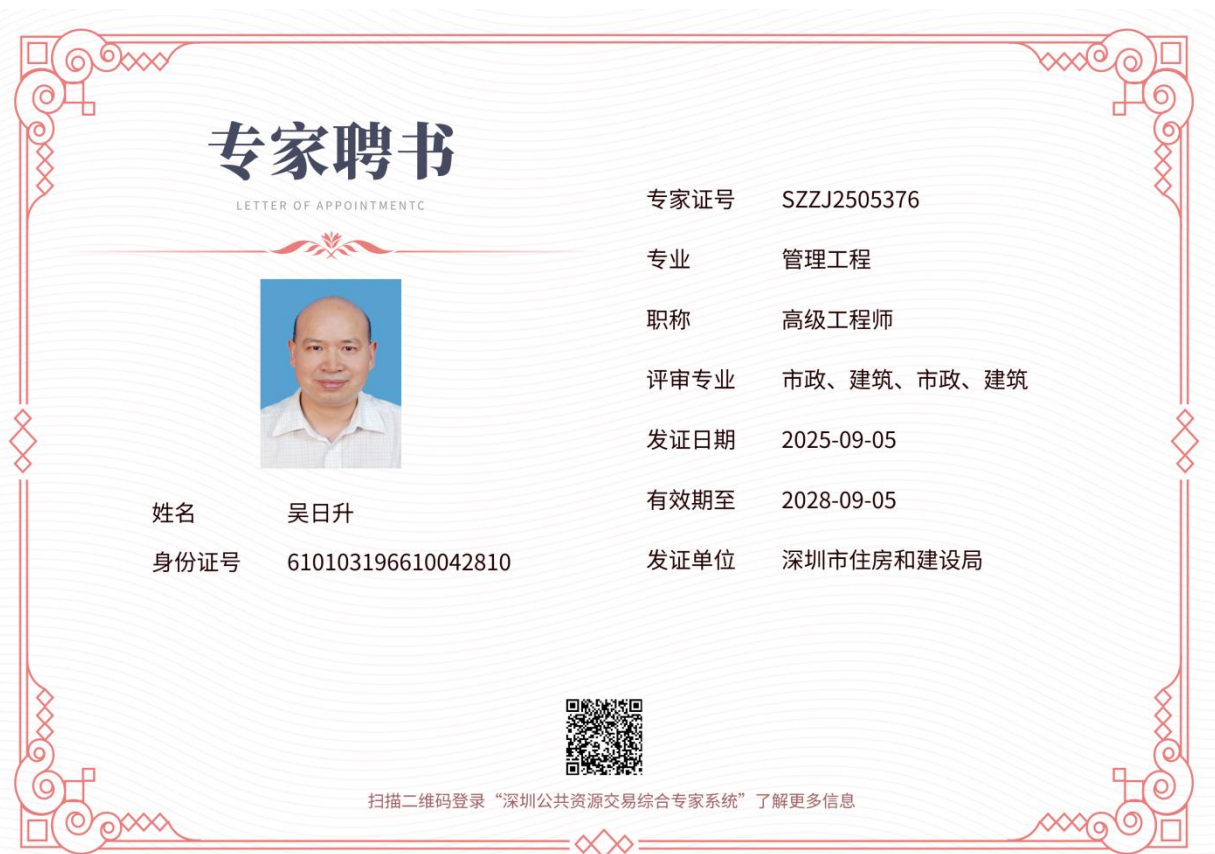 专家聘书
LETTER OF APPOINTMENTC
姓名 吴日升
身份证号 610103196610042810
专家证号 SZZJ2505376
专业 管理工程
职称 高级工程师
评审专业 市政、建筑、市政、建筑
发证日期 2025-09-05
有效期至 2028-09-05
发证单位 深圳市住房和建设局
扫描二维码登录“深圳公共资源交易综合专家系统”了解更多信息